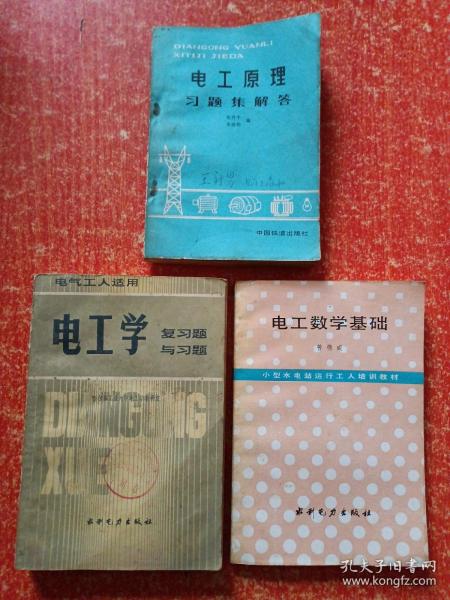 DIANGONG YUANLI
XITIJI JIEDA
电工原理
习题集解答
编
中国铁道出版社
电气工人适用
电工学
复习题
与习题
DIANGONG
XUE
水利电力出版社
电工数学基础
小型水电站运行工人培训教材
水利电力出版社
孔夫子旧书网
www.kongfz.com